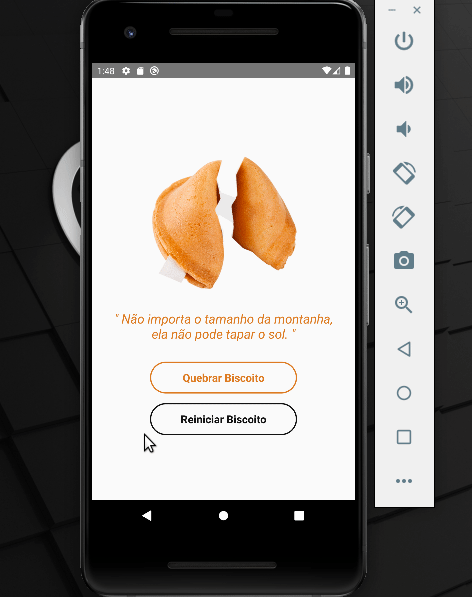 1:48
" Não importa o tamanho da montanha,
ela não pode tapar o sol. "
Quebrar Biscoito
Reiniciar Biscoito